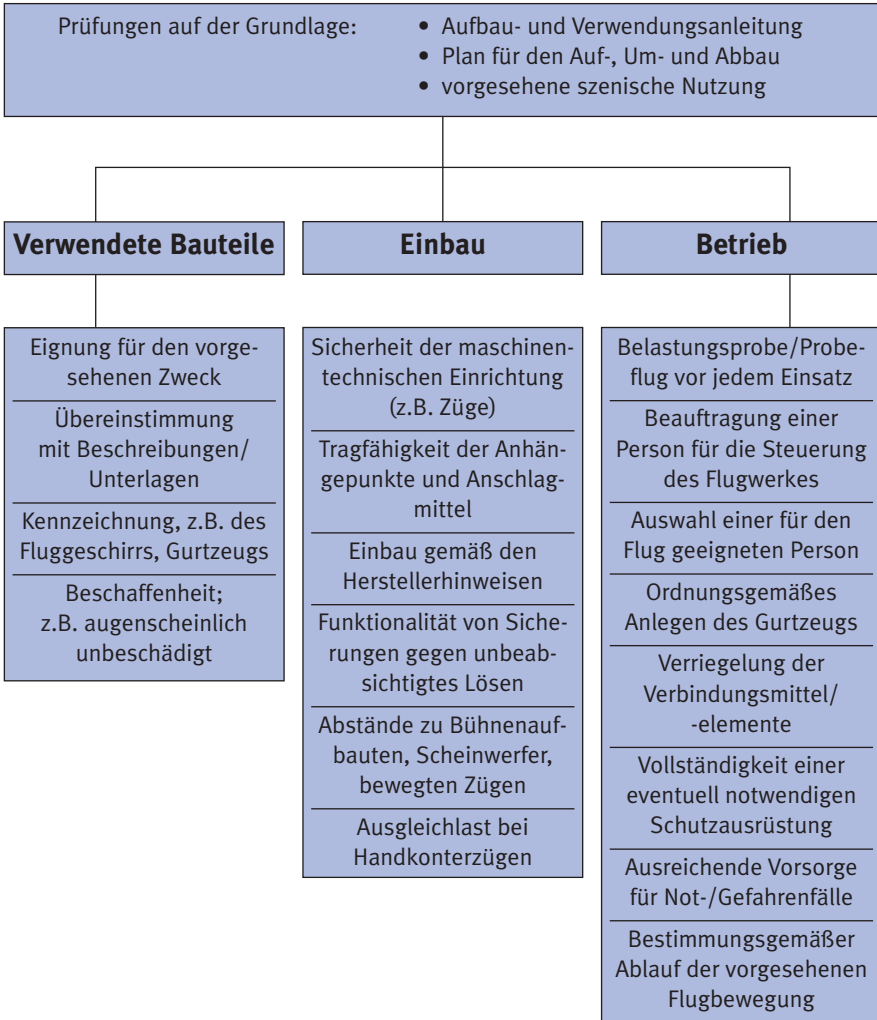 Prüfungen auf der Grundlage:
• Aufbau- und Verwendungsanleitung
• Plan für den Auf-, Um- und Abbau
• vorgesehene szenische Nutzung
Verwendete Bauteile
Eignung für den vorge-
sehenen Zweck
Übereinstimmung
mit Beschreibungen/
Unterlagen
Kennzeichnung, z.B. des
Fluggeschirrs, Gurtzeugs
Beschaffenheit;
z.B. augenscheinlich
unbeschädigt
Einbau
Sicherheit der maschinen-
technischen Einrichtung
(z.B. Züge)
Tragfähigkeit der Anhän-
gepunkte und Anschlag-
mittel
Einbau gemäß den
Herstellerhinweisen
Funktionalität von Siche-
rungen gegen unbeab-
sichtigtes Lösen
Abstände zu Bühnenauf-
bauten, Scheinwerfer,
bewegten Zügen
Ausgleichlast bei
Handkonterzügen
Betrieb
Belastungsprobe/Probe-
flug vor jedem Einsatz
Beauftragung einer
Person für die Steuerung
des Flugwerkes
Auswahl einer für den
Flug geeigneten Person
Ordnungsgemäßes
Anlegen des Gurtzeugs
Verriegelung der
Verbindungsmittel/
-elemente
Vollständigkeit einer
eventuell notwendigen
Schutzausrüstung
Ausreichende Vorsorge
für Not-/Gefahrenfälle
Bestimmungsgemäßer
Ablauf der vorgesehenen
Flugbewegung